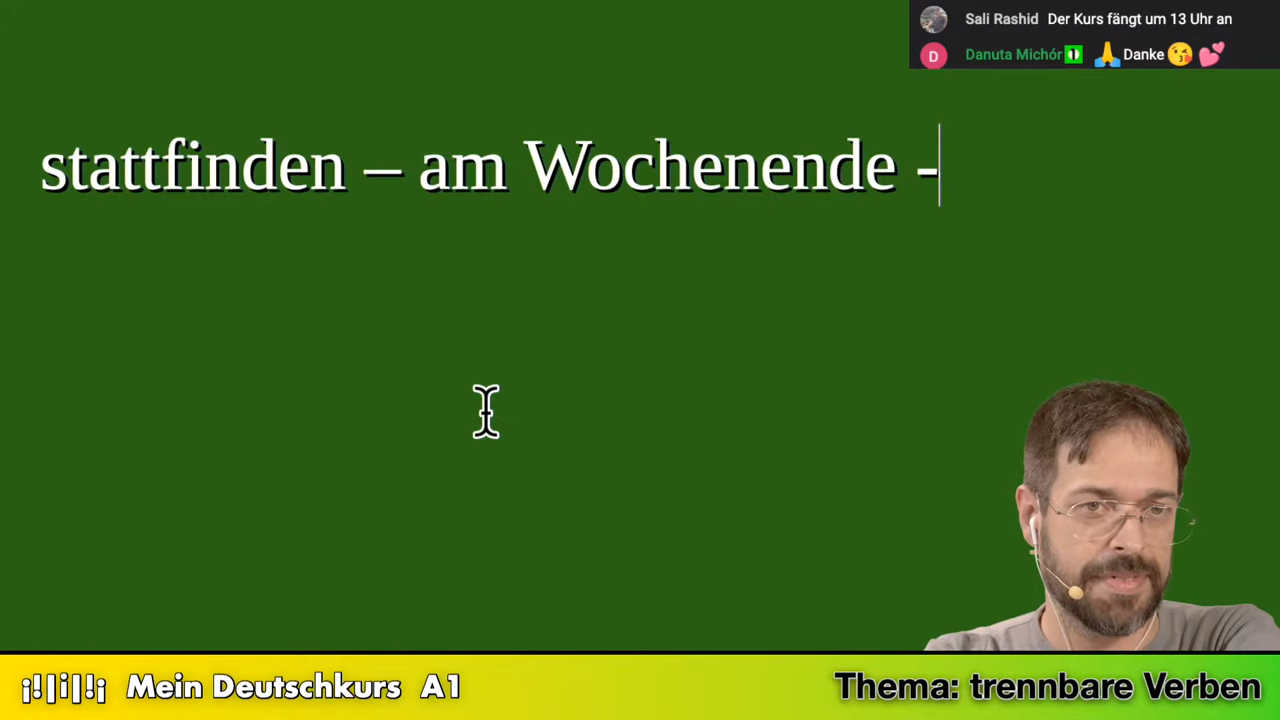 Sali Rashid Der Kurs fängt um 13 Uhr an
D Danuta Michór 🙏 Danke 😘 💕
stattfinden – am Wochenende -
¡!|i|!¡ Mein Deutschkurs A1
Thema: trennbare Verben